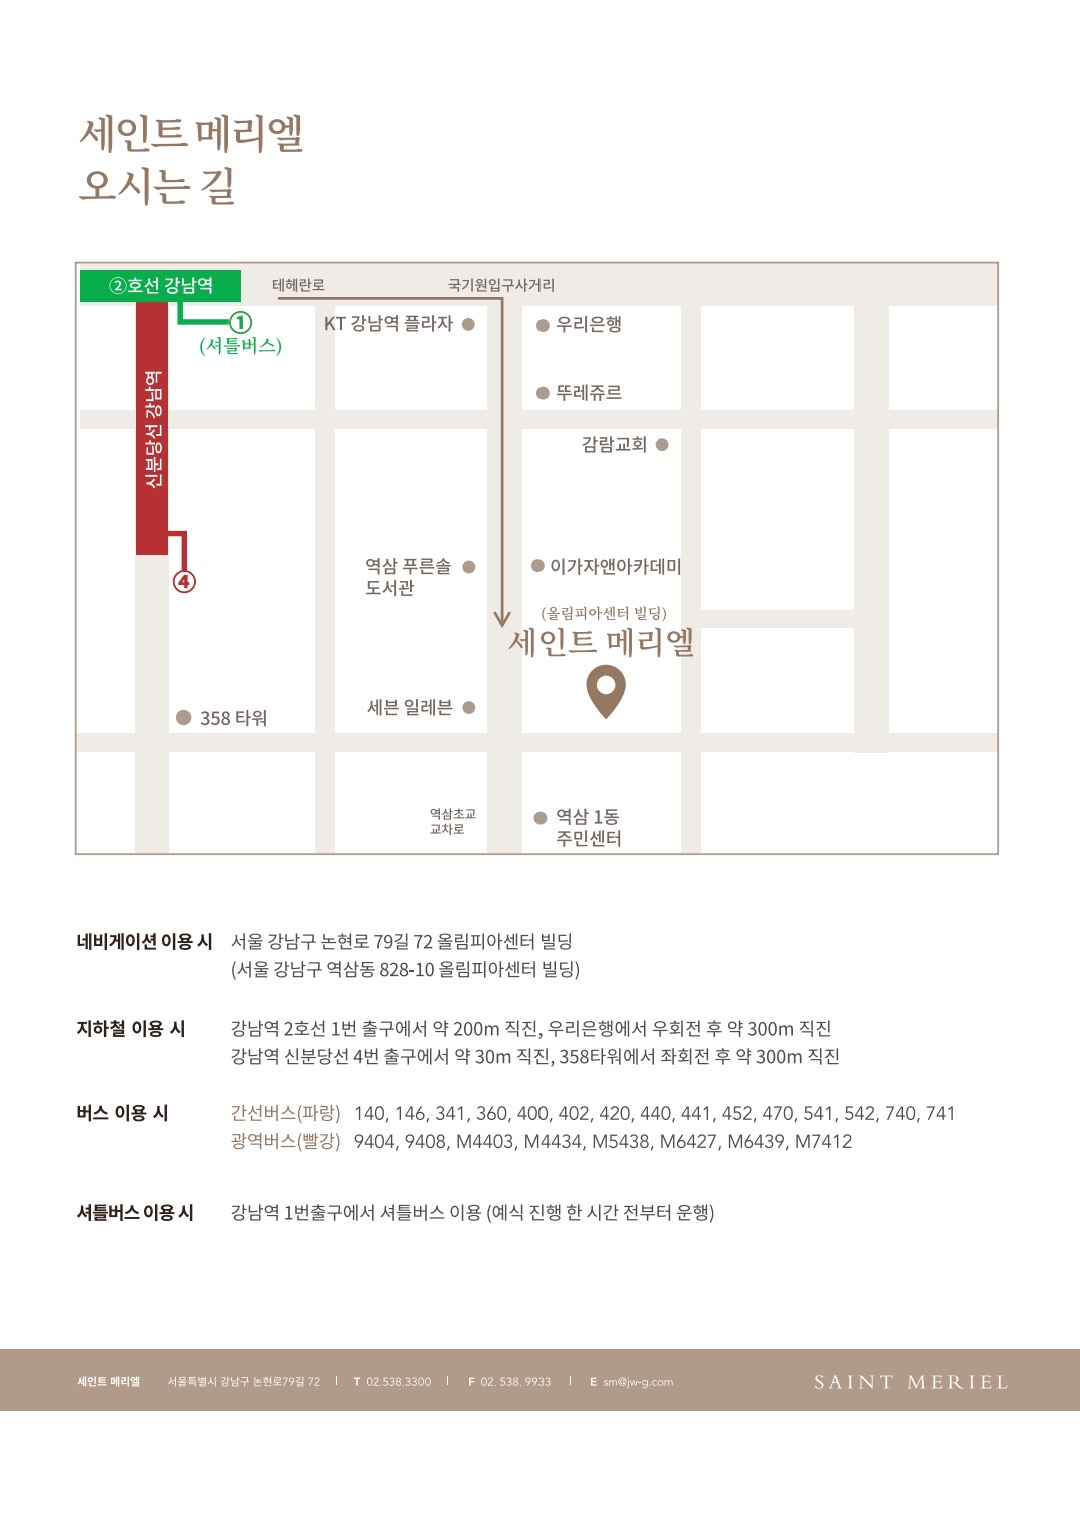 세인트 메리엘
오시는 길
②호선 강남역
테헤란로
국기원입구사거리
①
(셔틀버스)
KT 강남역 플라자
우리은행
신분당선 강남역
뚜레쥬르
감람교회
④
역삼 푸른솔
도서관
이가자앤아카데미
(올림피아센터 빌딩)
세인트 메리엘
358 타워
세븐 일레븐
역삼초교
교차로
역삼 1동
주민센터
네비게이션 이용 시 서울 강남구 논현로 79길 72 올림피아센터 빌딩
(서울 강남구 역삼동 828-10 올림피아센터 빌딩)
지하철 이용 시 강남역 2호선 1번 출구에서 약 200m 직진, 우리은행에서 우회전 후 약 300m 직진
강남역 신분당선 4번 출구에서 약 30m 직진, 358타워에서 좌회전 후 약 300m 직진
버스 이용 시 간선버스(파랑) 140, 146, 341, 360, 400, 402, 420, 440, 441, 452, 470, 541, 542, 740, 741
광역버스(빨강) 9404, 9408, M4403, M4434, M5438, M6427, M6439, M7412
셔틀버스 이용 시 강남역 1번출구에서 셔틀버스 이용 (예식 진행 한 시간 전부터 운행)
세인트 메리엘 서울특별시 강남구 논현로79길 72 | T 02.538.3300 | F 02. 538. 9933 | E sm@jw-g.com SAINT MERIEL